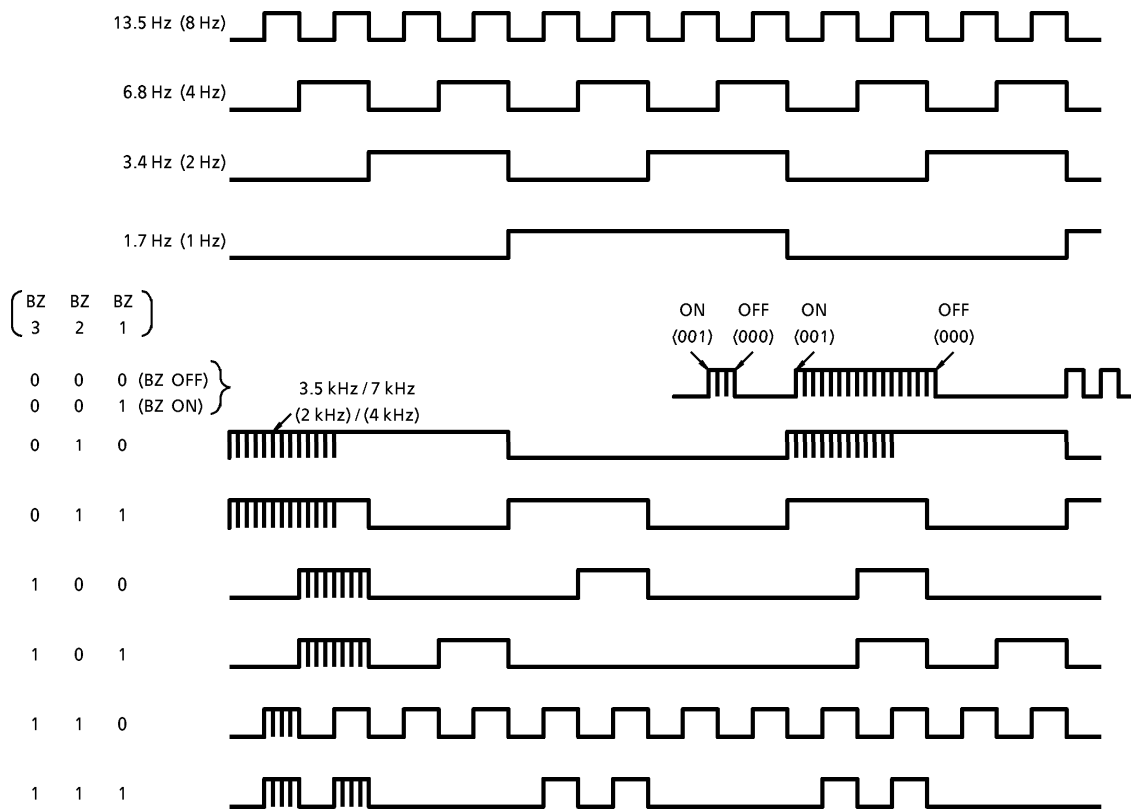 13.5 Hz (8 Hz)
6.8 Hz (4 Hz)
3.4 Hz (2 Hz)
1.7 Hz (1 Hz)
BZ BZ BZ
3 2 1
ON OFF ON OFF
(001) (000) (001) (000)
0 0 0 (BZ OFF)
0 0 1 (BZ ON)
3.5 kHz / 7 kHz
(2 kHz) / (4 kHz)
0 1 0
0 1 1
1 0 0
1 0 1
1 1 0
1 1 1